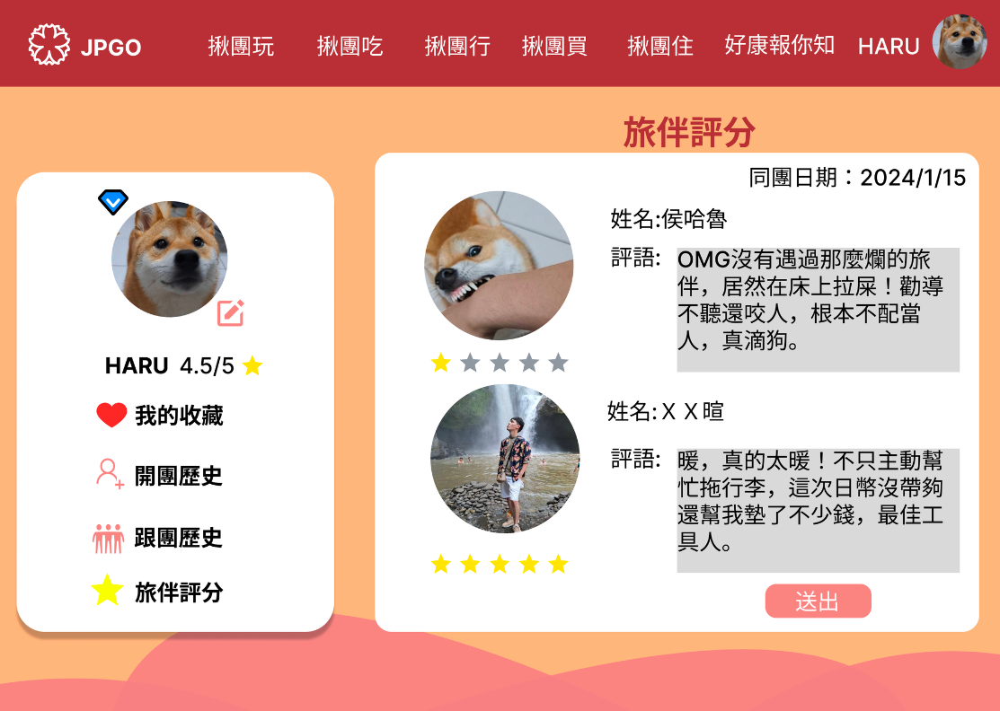 JPGO
揪團玩
揪團吃
揪團行
揪團買
揪團住
好康報你知
HARU
旅伴評分
HARU 4.5/5
我的收藏
開團歷史
跟團歷史
旅伴評分
同團日期：2024/1/15
姓名:侯哈魯
評語:
OMG沒有遇過那麼爛的旅
伴，居然在床上拉屎！勸導
不聽還咬人，根本不配當
人，真滴狗。
姓名:ＸＸ暄
評語:
暖，真的太暖！不只主動幫
忙拖行李，這次日幣沒帶夠
還幫我墊了不少錢，最佳工
具人。
送出